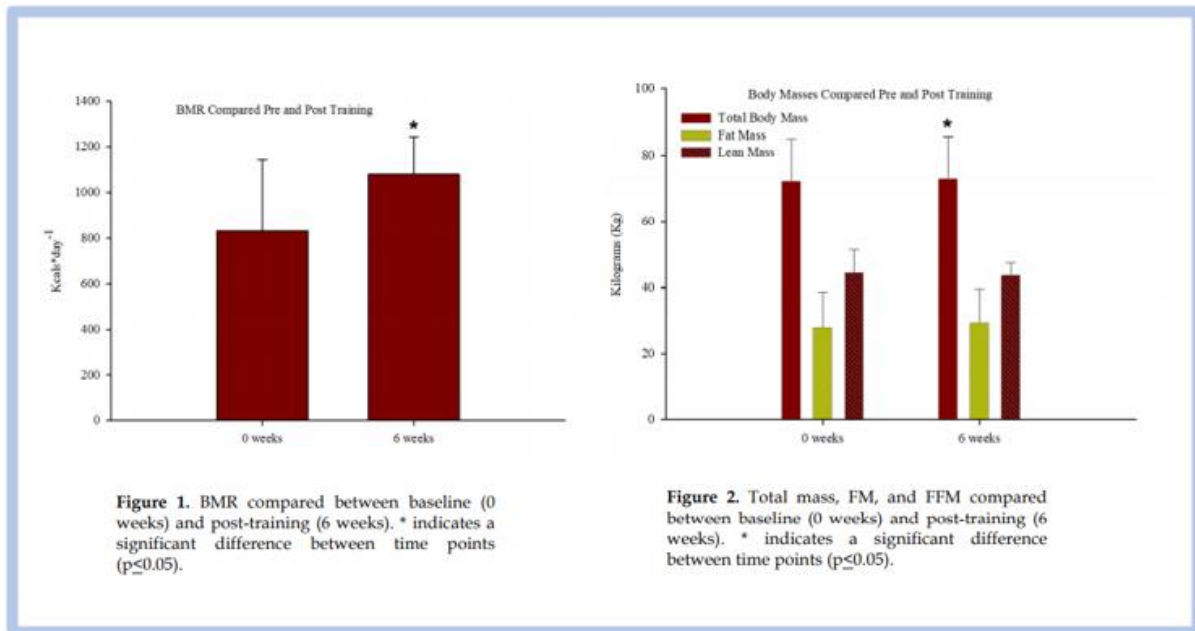 BMR Compared Pre and Post Training
1400
1200
1000
800
600
400
200
0
Kcals*day-1
*
0 weeks
6 weeks
Figure 1. BMR compared between baseline (0
weeks) and post-training (6 weeks). * indicates a
significant difference between time points
(p≤0.05).
Body Masses Compared Pre and Post Training
Total Body Mass
Fat Mass
Lean Mass
100
80
60
40
20
0
Kilograms (Kg)
*
0 weeks
6 weeks
Figure 2. Total mass, FM, and FFM compared
between baseline (0 weeks) and post-training (6
weeks). * indicates a significant difference
between time points (p≤0.05).